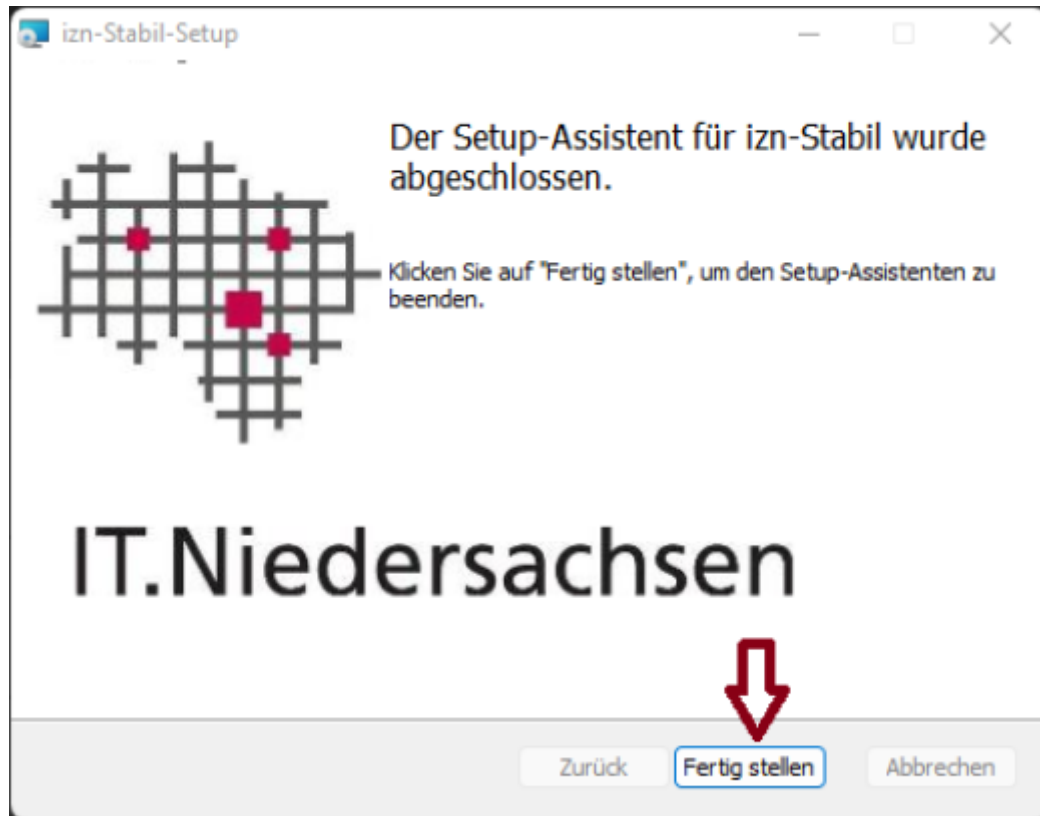 izn-Stabil-Setup
Der Setup-Assistent für izn-Stabil wurde
abgeschlossen.
Klicken Sie auf "Fertig stellen", um den Setup-Assistenten zu
beenden.
IT.Niedersachsen
Zurück Fertig stellen Abbrechen